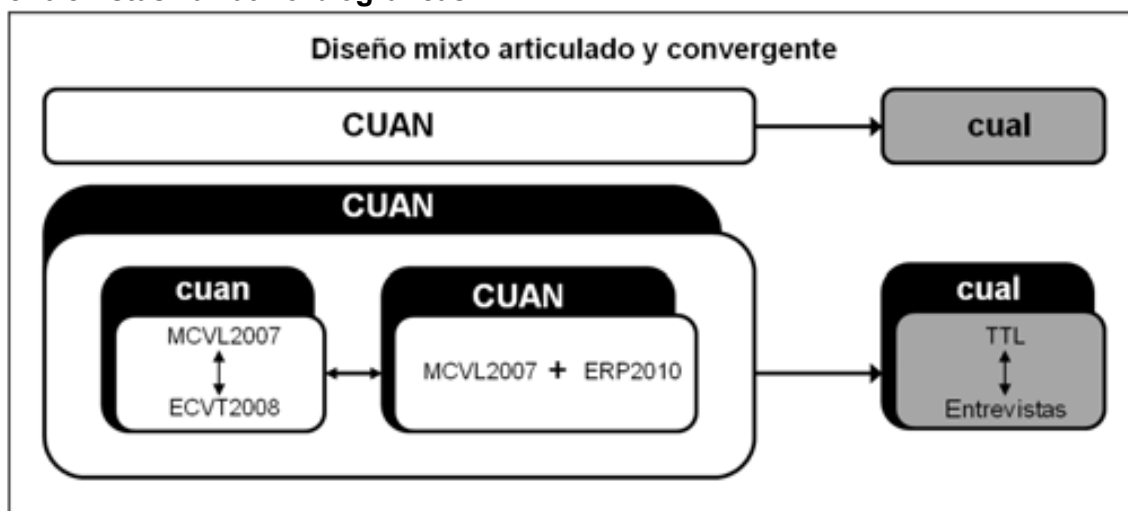 Diseño mixto articulado y convergente
CUAN
cual
CUAN
cuan
CUAN
cual
MCVL2007
ECVT2008
MCVL2007 + ERP2010
TTL
Entrevistas